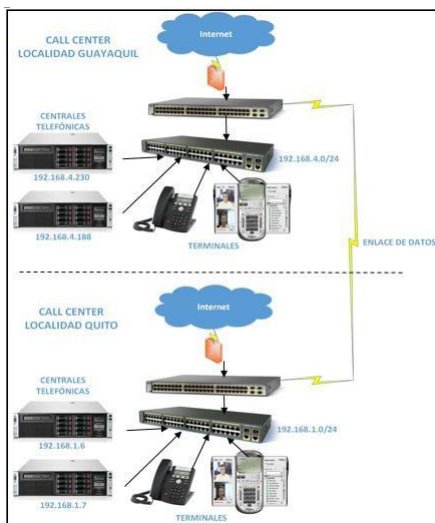 CALL CENTER
LOCALIDAD GUAYAQUIL
Internet
CENTRALES
TELEFÓNICAS
192.168.4.230
192.168.4.0/24
192.168.4.188
TERMINALES
ENLACE DE DATOS
CALL CENTER
LOCALIDAD QUITO
Internet
CENTRALES
TELEFÓNICAS
192.168.1.6
192.168.1.0/24
192.168.1.7
TERMINALES